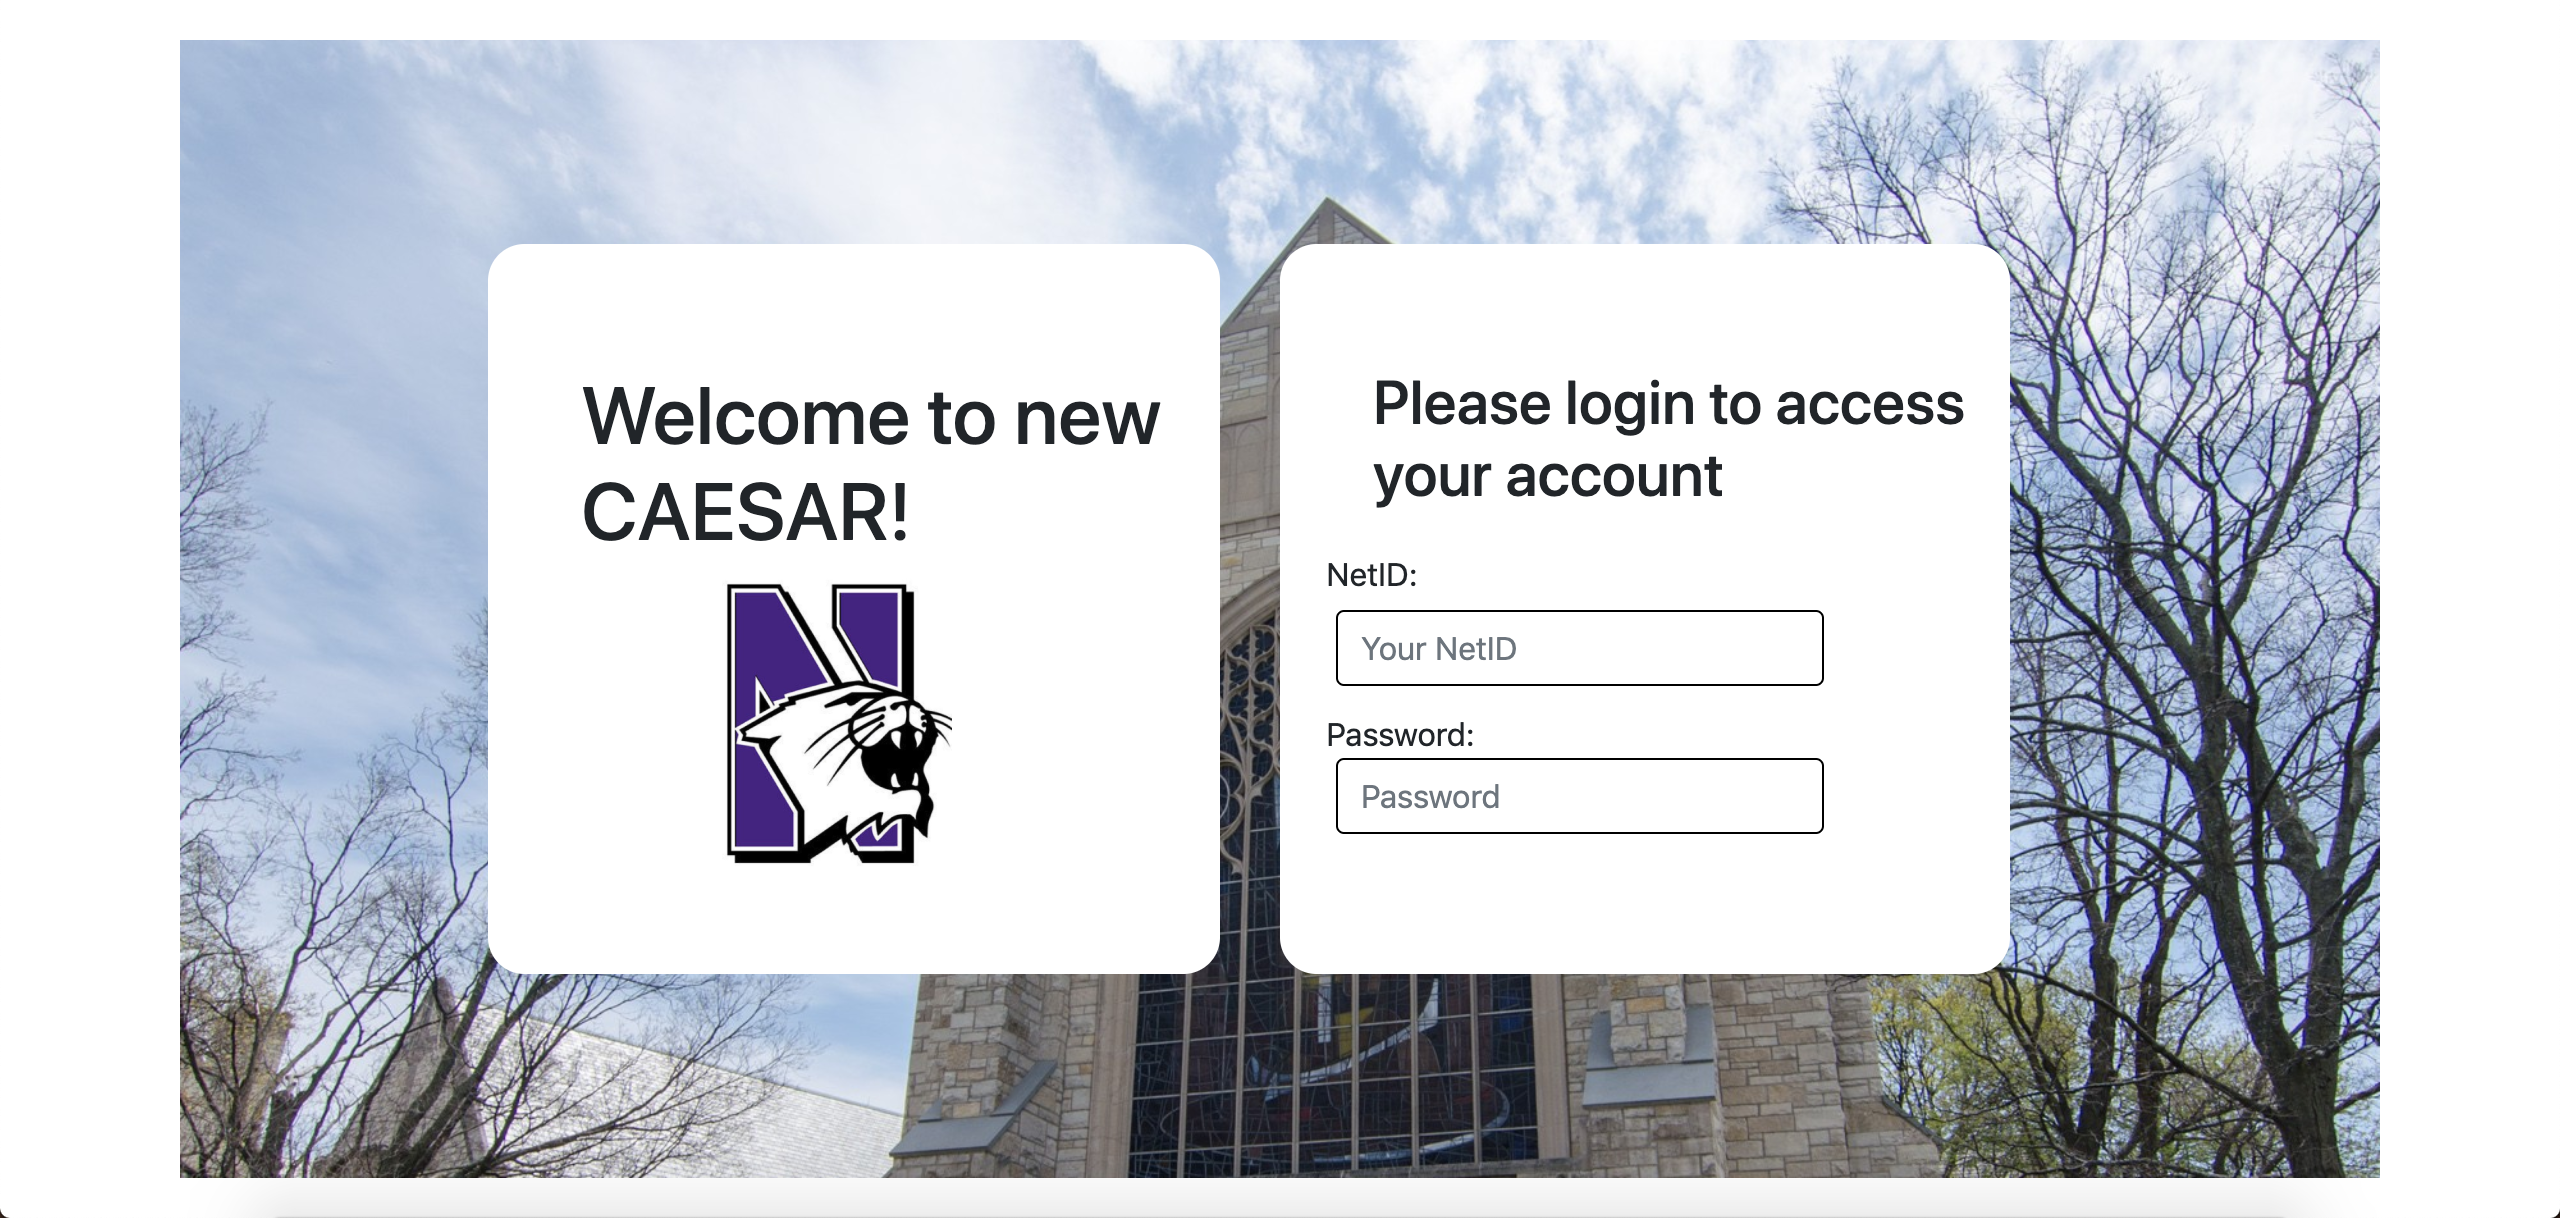 Welcome to new
CAESAR!
Please login to access
your account
NetID:
Your NetID
Password:
Password